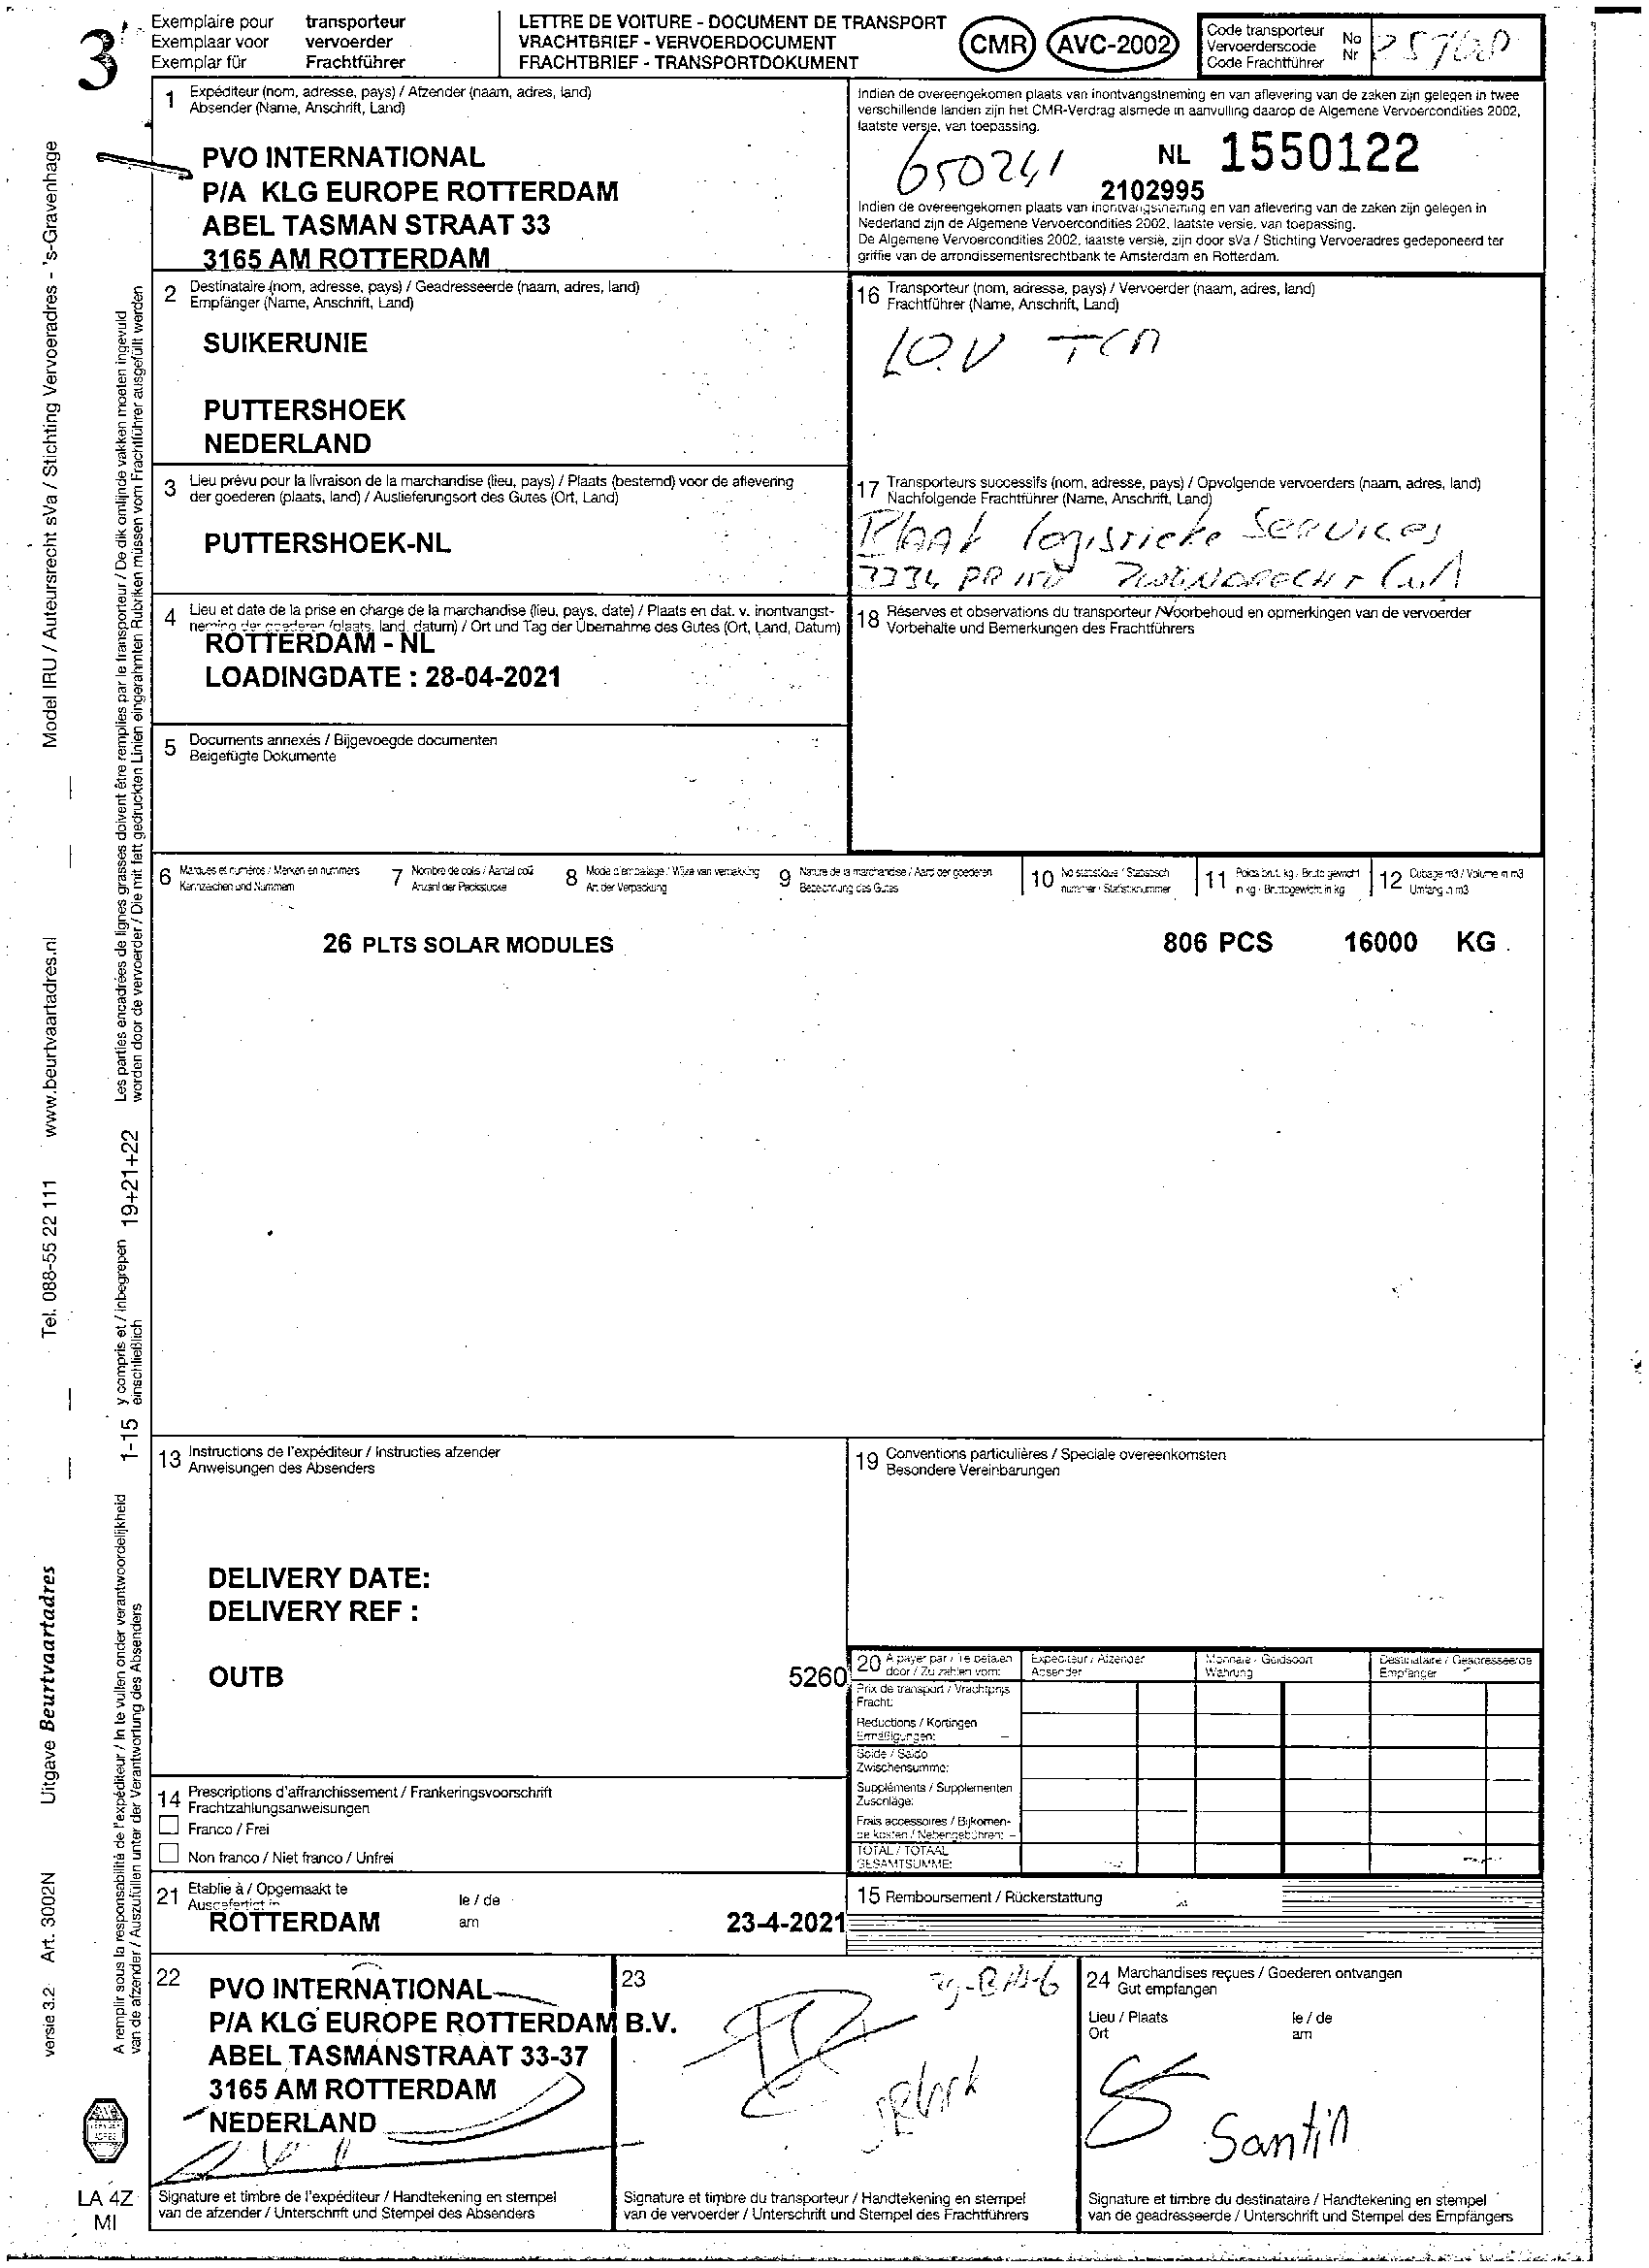 3
Exemplaire pour transporteur
Exemplaar voor vervoerder
Exemplar für Frachtführer
LETTRE DE VOITURE - DOCUMENT DE TRANSPORT
VRACHTBRIEF - VERVOERDOCUMENT
FRACHTBRIEF - TRANSPORTDOKUMENT
CMR
AVC-2002
Code transporteur
Vervoerderscode
Code Frachtführer
No
Nr
1 Expéditeur (nom, adresse, pays) / Afzender (naam, adres, land)
Absender (Name, Anschrift, Land)
PVO INTERNATIONAL
P/A KLG EUROPE ROTTERDAM
ABEL TASMAN STRAAT 33
3165 AM ROTTERDAM
Indien de overeengekomen plaats van inontvangstneming en van aflevering van de zaken zijn gelegen in twee
verschillende landen zijn het CMR-Verdrag alsmede in aanvulling daarop de Algemene Vervoercondities 2002,
laatste versie, van toepassing.
650241
NL 1550122
2102995
Indien de overeengekomen plaats van inontvangstneming en van aflevering van de zaken zijn gelegen in
Nederland zijn de Algemene Vervoercondities 2002, laatste versie, van toepassing.
De Algemene Vervoercondities 2002, laatste versie, zijn door sVa / Stichting Vervoeradres gedeponeerd ter
griffie van de arrondissementsrechtbank te Amsterdam en Rotterdam.
2 Destinataire (nom, adresse, pays) / Geadresseerde (naam, adres, land)
Empfänger (Name, Anschrift, Land)
SUIKERUNIE
PUTTERSHOEK
NEDERLAND
16 Transporteur (nom, adresse, pays) / Vervoerder (naam, adres, land)
Frachtführer (Name, Anschrift, Land)
I.O.V
3 Lieu prévu pour la livraison de la marchandise (lieu, pays) / Plaats (bestemd) voor de aflevering
der goederen (plaats, land) / Auslieferungsort des Gutes (Ort, Land)
PUTTERSHOEK-NL
17 Transporteurs successifs (nom, adresse, pays) / Opvolgende vervoerders (naam, adres, land)
Nachfolgende Frachtführer (Name, Anschrift, Land)
Plaat logistieke Services
4 Lieu et date de la prise en charge de la marchandise (lieu, pays, date) / Plaats en dat. v. inontvangst-
neming der goederen (plaats, land, datum) / Ort und Tag der Übernahme des Gutes (Ort, Land, Datum)
ROTTERDAM - NL
LOADINGDATE : 28-04-2021
18 Réserves et observations du transporteur / Voorbehoud en opmerkingen van de vervoerder
Vorbehalte und Bemerkungen des Frachtführers
5 Documents annexés / Bijgevoegde documenten
Beigefügte Dokumente
6 Marques et numéros / Merken en nummers
Kennzeichen und Nummern
7 Nombre de colis / Aantal colli
Anzahl der Packstücke
8 Mode d'emballage / Wijze van verpakking
Art der Verpackung
9 Nature de la marchandise / Aard der goederen
Bezeichnung des Gutes
10 No statistique / Statistisch
nummer / Statistiknummer
11 Poids brut, kg / Bruto gewicht
in kg / Bruttogewicht in kg
12 Cubage m3 / Volume in m3
Umfang in m3
26 PLTS SOLAR MODULES 806 PCS 16000 KG
13 Instructions de l'expéditeur / Instructies afzender
Anweisungen des Absenders
DELIVERY DATE:
DELIVERY REF :
OUTB 5260
19 Conventions particulières / Speciale overeenkomsten
Besondere Vereinbarungen
20 A payer par / Te betalen
door / Zu zahlen vom:
Expéditeur / Afzender
Absender
Monnaie / Geldsoort
Währung
Destinataire / Geadresseerde
Empfänger
Prix de transport / Vrachtprijs
Fracht:
Reductions / Kortingen
Ermäßigungen: –
Solde / Saldo
Zwischensumme:
Suppléments / Supplementen
Zuschläge:
Frais accessoires / Bijkomen-
de kosten / Nebengebühren: –
TOTAL / TOTAAL
GESAMTSUMME:
14 Prescriptions d'affranchissement / Frankeringsvoorschrift
Frachtzahlungsanweisungen
Franco / Frei
Non franco / Niet franco / Unfrei
21 Etablie à / Opgemaakt te
Ausgefertigt in
le / de
am
ROTTERDAM 23-4-2021
15 Remboursement / Rückerstattung
22
PVO INTERNATIONAL
P/A KLG EUROPE ROTTERDAM B.V.
ABEL TASMANSTRAAT 33-37
3165 AM ROTTERDAM
NEDERLAND
Signature et timbre de l'expéditeur / Handtekening en stempel
van de afzender / Unterschrift und Stempel des Absenders
23
Signature et timbre du transporteur / Handtekening en stempel
van de vervoerder / Unterschrift und Stempel des Frachtführers
24 Marchandises reçues / Goederen ontvangen
Gut empfangen
Lieu / Plaats
Ort
le / de
am
Santin
Signature et timbre du destinataire / Handtekening en stempel
van de geadresseerde / Unterschrift und Stempel des Empfängers
LA 4Z
MI
versie 3.2 Art. 3002N Uitgave Beurtvaartadres Tel. 088-55 22 111 www.beurtvaartadres.nl Model IRU / Auteursrecht sVa / Stichting Vervoeradres - 's-Gravenhage
A remplir sous la responsabilité de l'expéditeur / In te vullen onder verantwoordelijkheid
van de afzender / Auszufüllen unter der Verantwortung des Absenders
1-15 y compris et / inbegrepen 19+21+22
einschließlich
Les parties encadrées de lignes grasses doivent être remplies par le transporteur / De dik omlijnde vakken moeten ingevuld
worden door de vervoerder / Die mit fett gedruckten Linien eingerahmten Rubriken müssen vom Frachtführer ausgefüllt werden